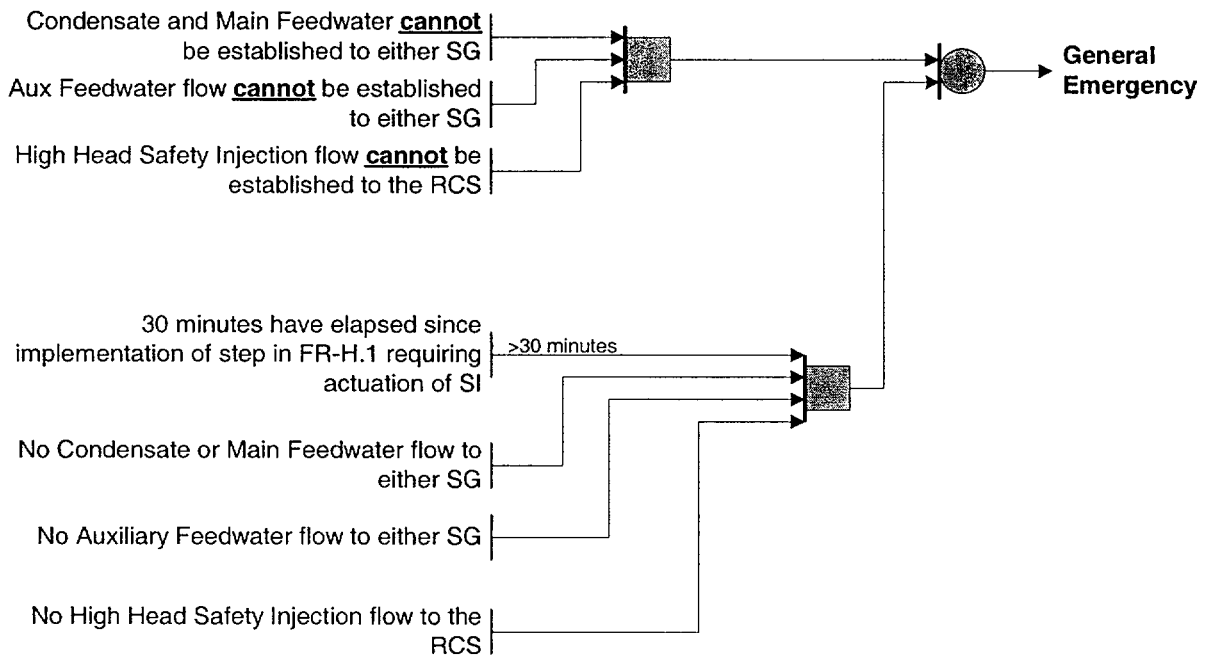 Condensate and Main Feedwater cannot
be established to either SG
Aux Feedwater flow cannot be established
to either SG
High Head Safety Injection flow cannot be
established to the RCS
General
Emergency
30 minutes have elapsed since
implementation of step in FR-H.1 requiring
actuation of SI
>30 minutes
No Condensate or Main Feedwater flow to
either SG
No Auxiliary Feedwater flow to either SG
No High Head Safety Injection flow to the
RCS